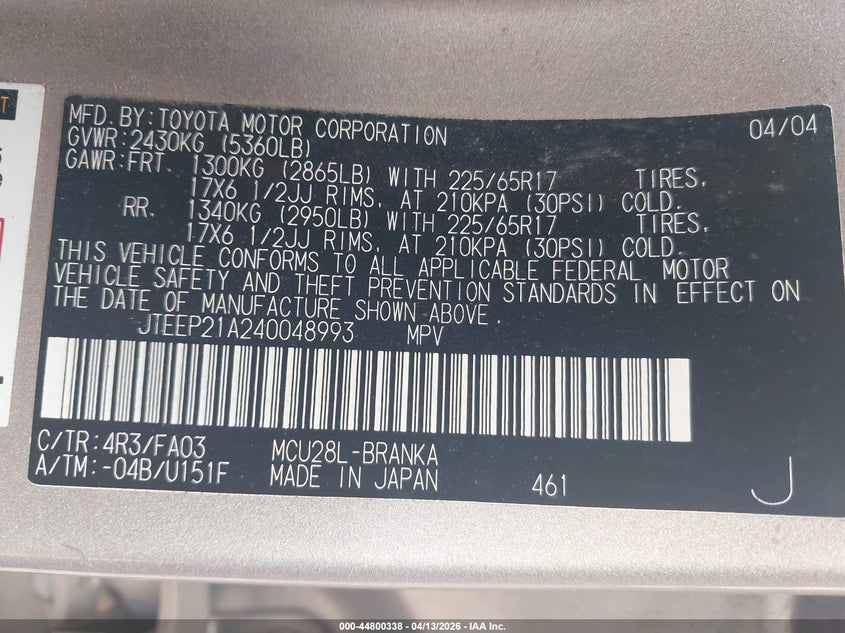 MFD. BY: TOYOTA MOTOR CORPORATION 04/04
GVWR: 2430KG (5360LB)
GAWR: FRT. 1300KG (2865LB) WITH 225/65R17 TIRES,
17X6 1/2JJ RIMS, AT 210KPA (30PSI) COLD.
RR. 1340KG (2950LB) WITH 225/65R17 TIRES,
17X6 1/2JJ RIMS, AT 210KPA (30PSI) COLD.
THIS VEHICLE CONFORMS TO ALL APPLICABLE FEDERAL MOTOR
VEHICLE SAFETY AND THEFT PREVENTION STANDARDS IN EFFECT ON
THE DATE OF MANUFACTURE SHOWN ABOVE.
JTEEP21A240048993 MPV
C/TR: 4R3/FA03 MCU28L-BRANKA
A/TM: -04B/U151F MADE IN JAPAN 461 J
000-44800338 - 04/13/2026 - IAA Inc.